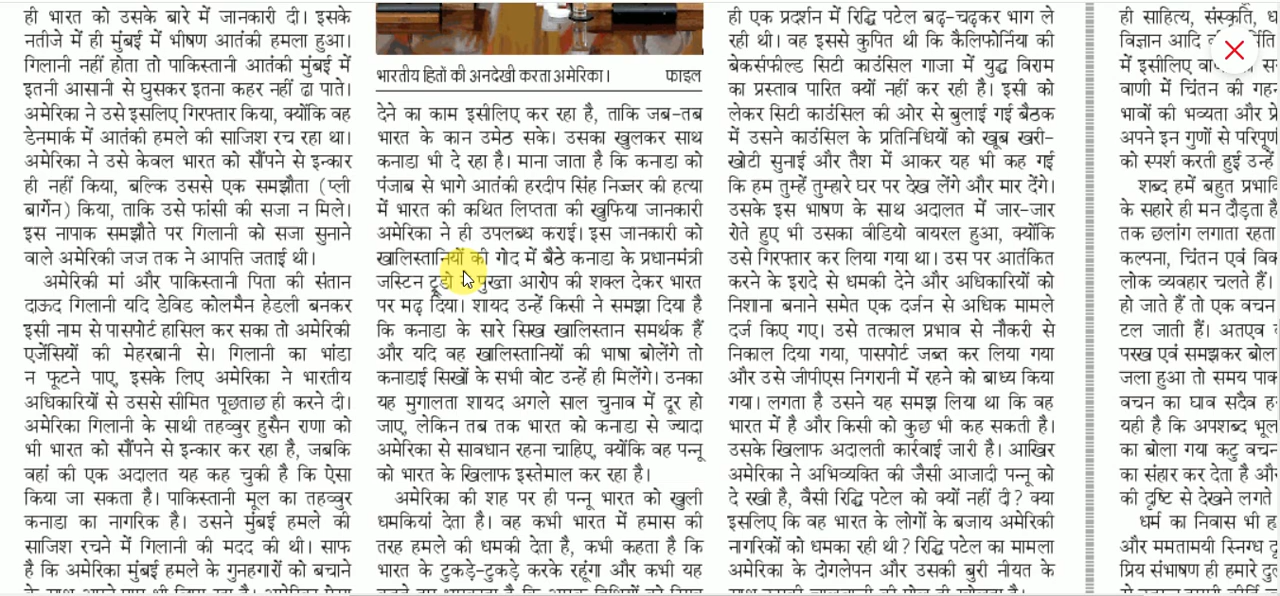 ही भारत को उसके बारे में जानकारी दी। इसके
नतीजे में ही मुंबई में भीषण आतंकी हमला हुआ।
गिलानी नहीं होता तो पाकिस्तानी आतंकी मुंबई में
इतनी आसानी से घुसकर इतना कहर नहीं ढा पाते।
अमेरिका ने उसे इसलिए गिरफ्तार किया, क्योंकि वह
डेनमार्क में आतंकी हमले की साजिश रच रहा था।
अमेरिका ने उसे केवल भारत को सौंपने से इन्कार
ही नहीं किया, बल्कि उससे एक समझौता (प्ली
बार्गेन) किया, ताकि उसे फांसी की सजा न मिले।
इस नापाक समझौते पर गिलानी को सजा सुनाने
वाले अमेरिकी जज तक ने आपत्ति जताई थी।
अमेरिकी मां और पाकिस्तानी पिता की संतान
दाऊद गिलानी यदि डेविड कोलमैन हेडली बनकर
इसी नाम से पासपोर्ट हासिल कर सका तो अमेरिकी
एजेंसियों की मेहरबानी से। गिलानी का भांडा
न फूटने पाए, इसके लिए अमेरिका ने भारतीय
अधिकारियों से उससे सीमित पूछताछ ही करने दी।
अमेरिका गिलानी के साथी तहव्वुर हुसैन राणा को
भी भारत को सौंपने से इन्कार कर रहा है, जबकि
वहां की एक अदालत यह कह चुकी है कि ऐसा
किया जा सकता है। पाकिस्तानी मूल का तहव्वुर
कनाडा का नागरिक है। उसने मुंबई हमले की
साजिश रचने में गिलानी की मदद की थी। साफ
है कि अमेरिका मुंबई हमले के गुनहगारों को बचाने
भारतीय हितों की अनदेखी करता अमेरिका। फाइल
देने का काम इसीलिए कर रहा है, ताकि जब-तब
भारत के कान उमेठ सके। उसका खुलकर साथ
कनाडा भी दे रहा है। माना जाता है कि कनाडा को
पंजाब से भागे आतंकी हरदीप सिंह निज्जर की हत्या
में भारत की कथित लिप्तता की खुफिया जानकारी
अमेरिका ने ही उपलब्ध कराई। इस जानकारी को
खालिस्तानियों की गोद में बैठे कनाडा के प्रधानमंत्री
जस्टिन ट्रूडो ने पुख्ता आरोप की शक्ल देकर भारत
पर मढ़ दिया। शायद उन्हें किसी ने समझा दिया है
कि कनाडा के सारे सिख खालिस्तान समर्थक हैं
और यदि वह खालिस्तानियों की भाषा बोलेंगे तो
कनाडाई सिखों के सभी वोट उन्हें ही मिलेंगे। उनका
यह मुगालता शायद अगले साल चुनाव में दूर हो
जाए, लेकिन तब तक भारत को कनाडा से ज्यादा
अमेरिका से सावधान रहना चाहिए, क्योंकि वह पन्नू
को भारत के खिलाफ इस्तेमाल कर रहा है।
अमेरिका की शह पर ही पन्नू भारत को खुली
धमकियां देता है। वह कभी भारत में हमास की
तरह हमले की धमकी देता है, कभी कहता है कि
भारत के टुकड़े-टुकड़े करके रहूंगा और कभी यह
ही एक प्रदर्शन में रिद्धि पटेल बढ़-चढ़कर भाग ले
रही थी। वह इससे कुपित थी कि कैलिफोर्निया की
बेकर्सफील्ड सिटी काउंसिल गाजा में युद्ध विराम
का प्रस्ताव पारित क्यों नहीं कर रही है। इसी को
लेकर सिटी काउंसिल की ओर से बुलाई गई बैठक
में उसने काउंसिल के प्रतिनिधियों को खूब खरी-
खोटी सुनाई और तैश में आकर यह भी कह गई
कि हम तुम्हें तुम्हारे घर पर देख लेंगे और मार देंगे।
उसके इस भाषण के साथ अदालत में जार-जार
रोते हुए भी उसका वीडियो वायरल हुआ, क्योंकि
उसे गिरफ्तार कर लिया गया था। उस पर आतंकित
करने के इरादे से धमकी देने और अधिकारियों को
निशाना बनाने समेत एक दर्जन से अधिक मामले
दर्ज किए गए। उसे तत्काल प्रभाव से नौकरी से
निकाल दिया गया, पासपोर्ट जब्त कर लिया गया
और उसे जीपीएस निगरानी में रहने को बाध्य किया
गया। लगता है उसने यह समझ लिया था कि वह
भारत में है और किसी को कुछ भी कह सकती है।
उसके खिलाफ अदालती कार्रवाई जारी है। आखिर
अमेरिका ने अभिव्यक्ति की जैसी आजादी पन्नू को
दे रखी है, वैसी रिद्धि पटेल को क्यों नहीं दी? क्या
इसलिए कि वह भारत के लोगों के बजाय अमेरिकी
नागरिकों को धमका रही थी? रिद्धि पटेल का मामला
अमेरिका के दोगलेपन और उसकी बुरी नीयत के
ही साहित्य, संस्कृति,
विज्ञान आदि
में इसीलिए
वाणी में चिंतन की
भावों की भव्यता और
अपने इन गुणों से परिपूर्ण
को स्पर्श करती हुई उन्हें
शब्द हमें बहुत
के सहारे ही मन दौड़ता
तक छलांग लगाता रहता
कल्पना, चिंतन एवं
लोक व्यवहार चलते हैं।
हो जाते हैं तो एक वचन
टल जाती हैं। अतएव
परख एवं समझकर बोल
जला हुआ तो समय
वचन का घाव सदैव
यही है कि अपशब्द
का बोला गया कटु
का संहार कर देता है
की दृष्टि से देखने लगते
धर्म का निवास भी
और ममतामयी स्निग्ध
प्रिय संभाषण ही हमारे